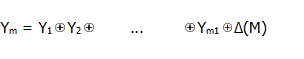 Yₘ = Y₁⊕Y₂⊕ ... ⊕Yₘ₁⊕Δ(M)